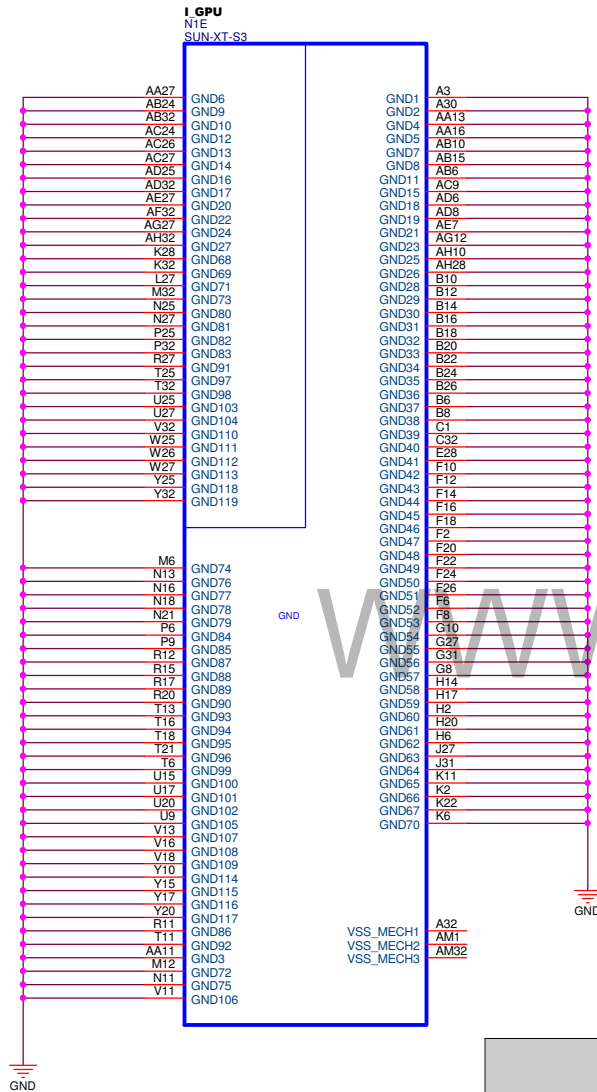 I_GPU
N1E
SUN-XT-S3
AA27 GND6 GND1 A3
AB24 GND9 GND2 A30
AB32 GND10 GND4 AA13
AC24 GND12 GND5 AA16
AC26 GND13 GND7 AB10
AC27 GND14 GND8 AB15
AD25 GND16 GND11 AB6
AD32 GND17 GND15 AC9
AE27 GND20 GND18 AD6
AF32 GND22 GND19 AD8
AG27 GND24 GND21 AE7
AH32 GND27 GND23 AG12
K28 GND68 GND25 AH10
K32 GND69 GND26 AH28
L27 GND71 GND28 B10
M32 GND73 GND29 B12
N25 GND80 GND30 B14
N27 GND81 GND31 B16
P25 GND82 GND32 B18
P32 GND83 GND33 B20
R27 GND91 GND34 B22
T25 GND97 GND35 B24
T32 GND98 GND36 B26
U25 GND103 GND37 B6
U27 GND104 GND38 B8
V32 GND110 GND39 C1
W25 GND111 GND40 C32
W26 GND112 GND41 E28
W27 GND113 GND42 F10
Y25 GND118 GND43 F12
Y32 GND119 GND44 F14
GND45 F16
GND46 F18
GND47 F2
GND48 F20
M6 GND74 GND49 F22
N13 GND76 GND50 F24
N16 GND77 GND51 F26
N18 GND78 GND52 F6
N21 GND79 GND GND53 F8
P6 GND84 GND54 G10
P9 GND85 GND55 G27
R12 GND87 GND56 G31
R15 GND88 GND57 G8
R17 GND89 GND58 H14
R20 GND90 GND59 H17
T13 GND93 GND60 H2
T16 GND94 GND61 H20
T18 GND95 GND62 H6
T21 GND96 GND63 J27
T6 GND99 GND64 J31
U15 GND100 GND65 K11
U17 GND101 GND66 K2
U20 GND102 GND67 K22
U9 GND105 GND70 K6
V13 GND107
V16 GND108
V18 GND109
Y10 GND114
Y15 GND115
Y17 GND116
Y20 GND117 GND
R11 GND86 VSS_MECH1 A32
T11 GND92 VSS_MECH2 AM1
AA11 GND3 VSS_MECH3 AM32
M12 GND72
N11 GND75
V11 GND106
GND